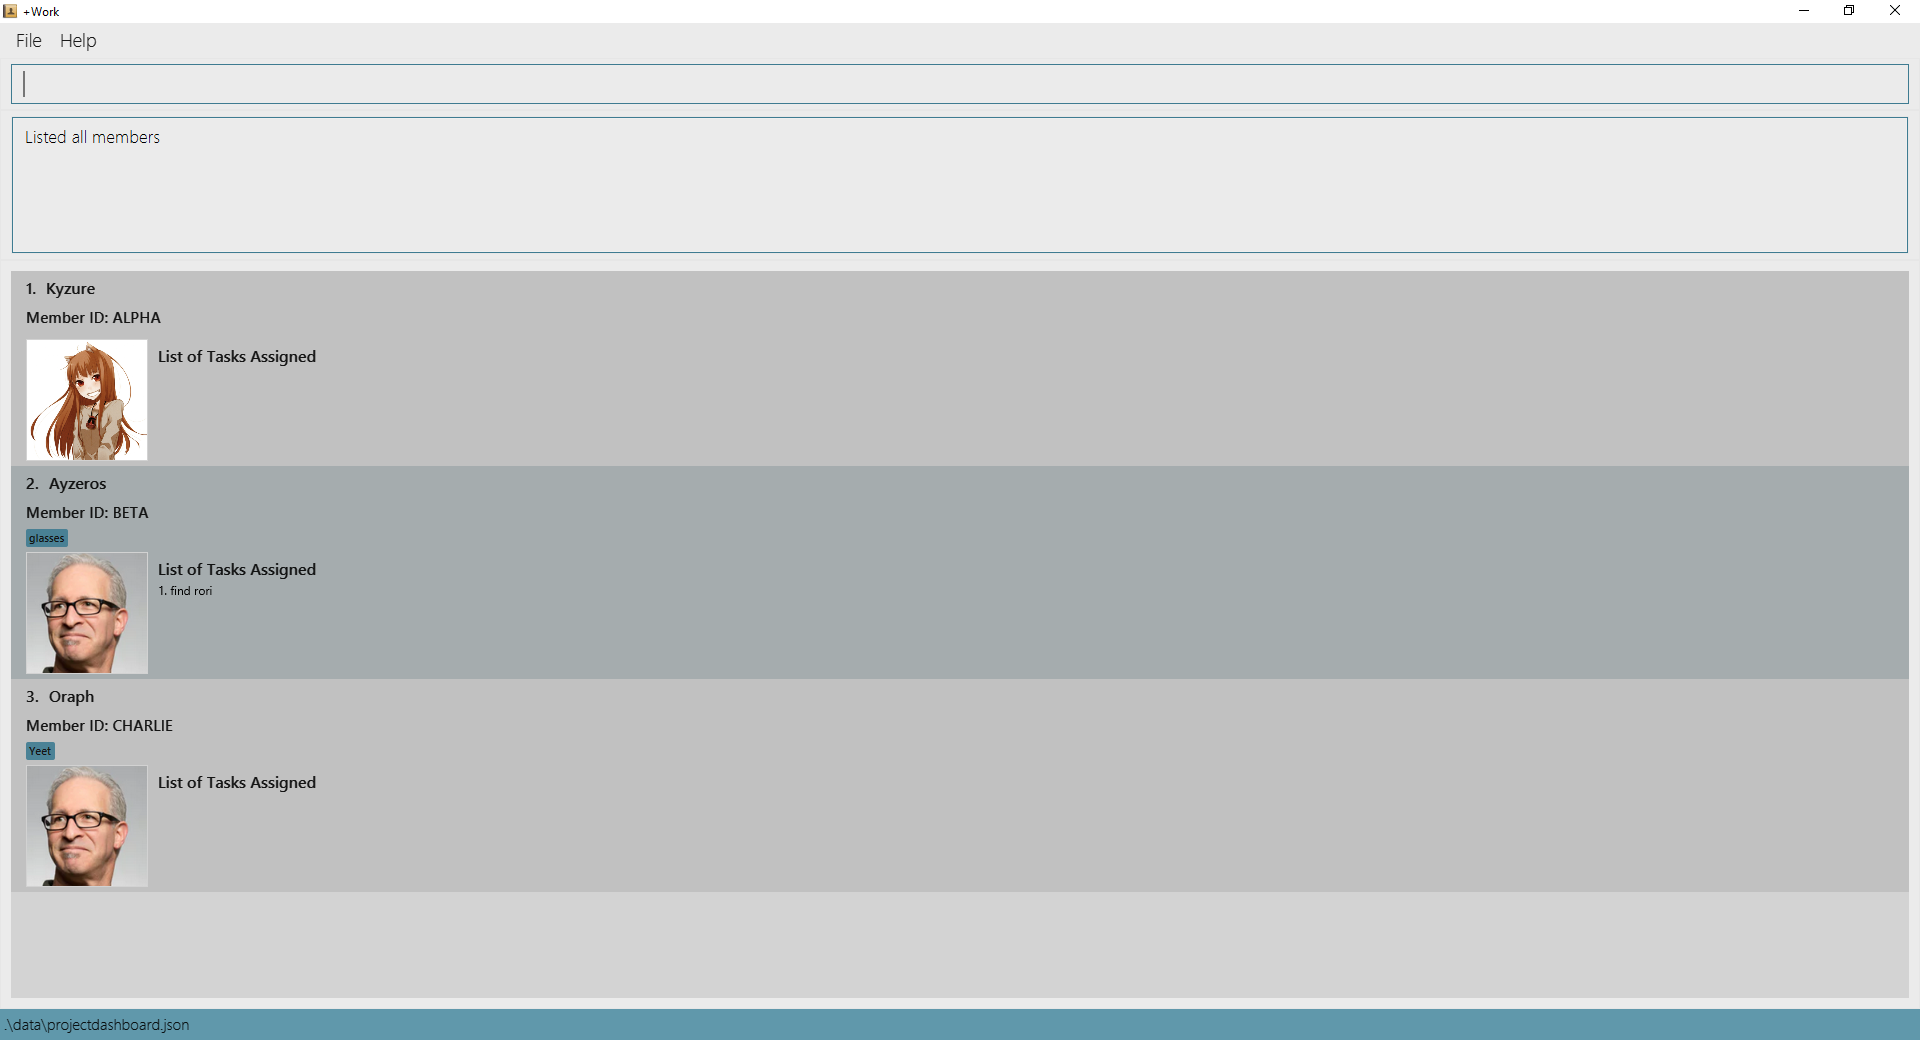 +Work
File Help
Listed all members
1. Kyzure
Member ID: ALPHA
List of Tasks Assigned
2. Ayzeros
Member ID: BETA
glasses
List of Tasks Assigned
1. find rori
3. Oraph
Member ID: CHARLIE
Yeet
List of Tasks Assigned
.\data\projectdashboard.json